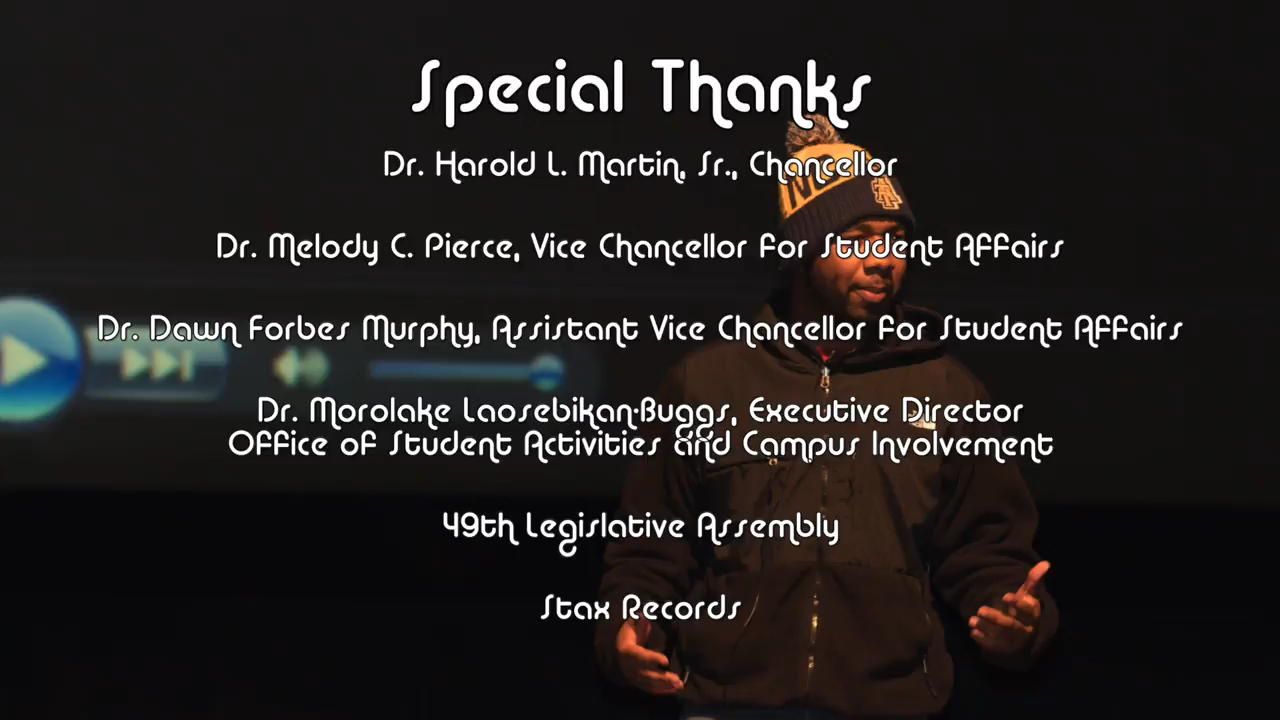 Special Thanks
Dr. Harold L. Martin, Sr., Chancellor
Dr. Melody C. Pierce, Vice Chancellor for Student Affairs
Dr. Dawn Forbes Murphy, Assistant Vice Chancellor for Student Affairs
Dr. Morolake Laosebikan-Buggs, Executive Director
Office of Student Activities and Campus Involvement
49th Legislative Assembly
Stax Records